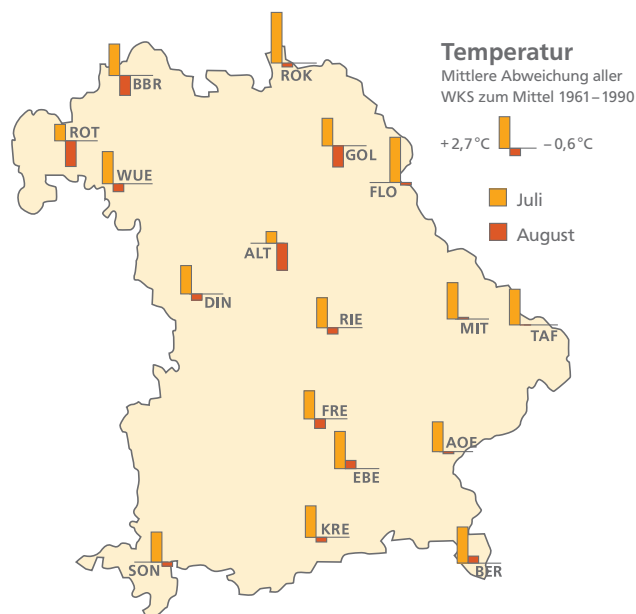 Temperatur
Mittlere Abweichung aller
WKS zum Mittel 1961–1990
+2,7°C
–0,6°C
Juli
August
ROK
BBR
ROT
GOL
WUE
FLO
ALT
DIN
RIE
MIT
TAF
FRE
AOE
EBE
KRE
SON
BER